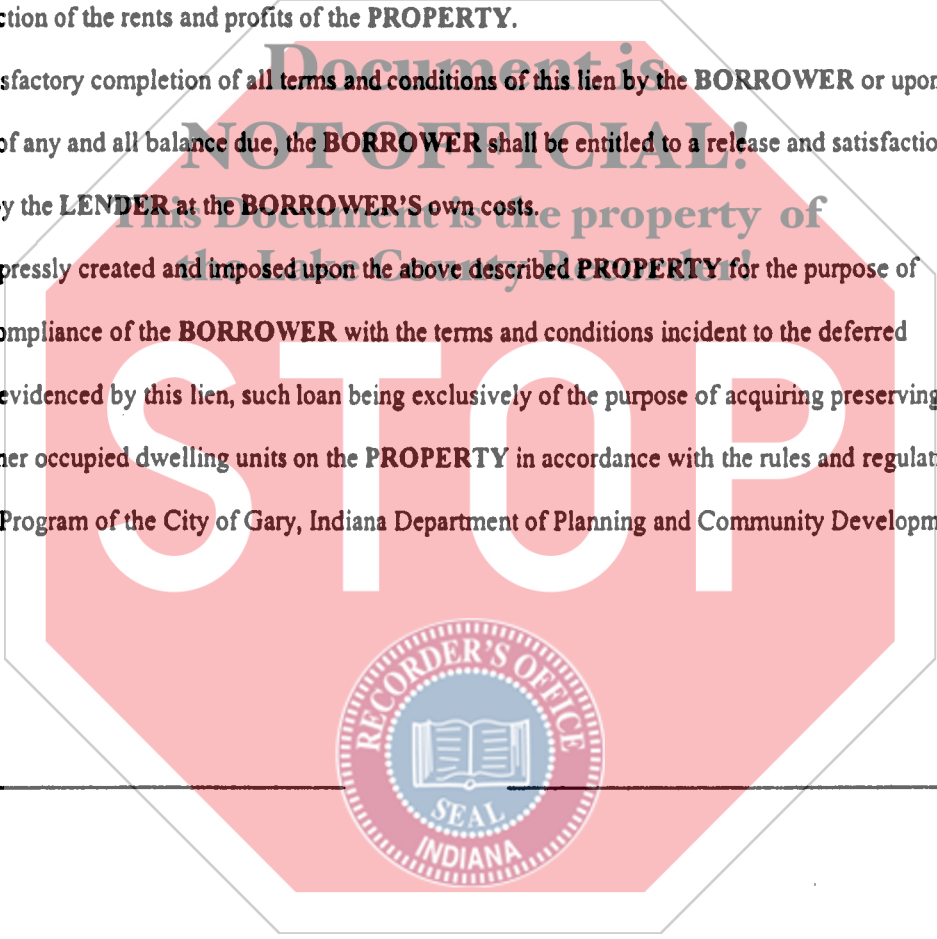 ction of the rents and profits of the PROPERTY.
Document is
sfactory completion of all terms and conditions of this lien by the BORROWER or upon
NOT OFFICIAL!
of any and all balance due, the BORROWER shall be entitled to a release and satisfactio
y the LENDER at the BORROWER'S own costs.
This Document is the property of
the Lake County Recorder!
pressly created and imposed upon the above described PROPERTY for the purpose of
ompliance of the BORROWER with the terms and conditions incident to the deferred
evidenced by this lien, such loan being exclusively of the purpose of acquiring preserving
ner occupied dwelling units on the PROPERTY in accordance with the rules and regulat
Program of the City of Gary, Indiana Department of Planning and Community Developm
STOP
RECORDER'S OFFICE
SEAL
INDIANA